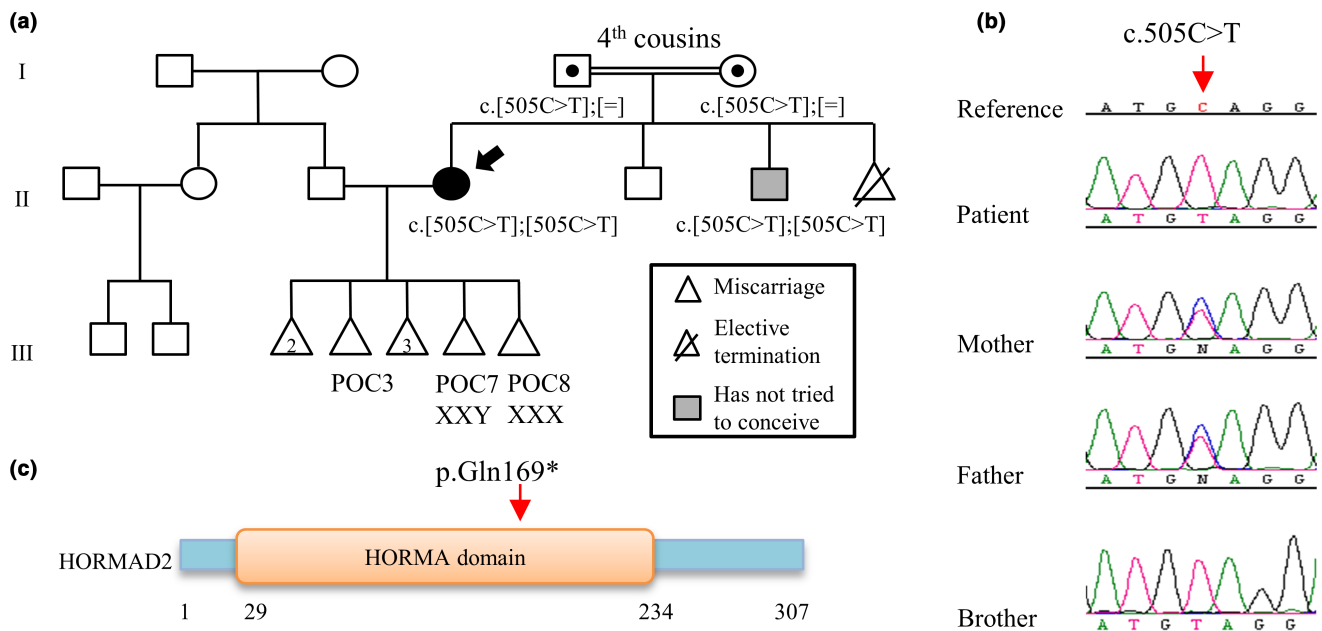 (a)
4th cousins
I
c.[505C>T];[=]
c.[505C>T];[=]
II
c.[505C>T];[505C>T]
c.[505C>T];[505C>T]
Miscarriage
Elective
termination
Has not tried
to conceive
III
2
3
POC3
POC7
XXY
POC8
XXX
(b)
c.505C>T
Reference
A T G C A G G
Patient
A T G T A G G
Mother
A T G N A G G
Father
A T G N A G G
Brother
A T G T A G G
(c)
p.Gln169*
HORMAD2
HORMA domain
1
29
234
307